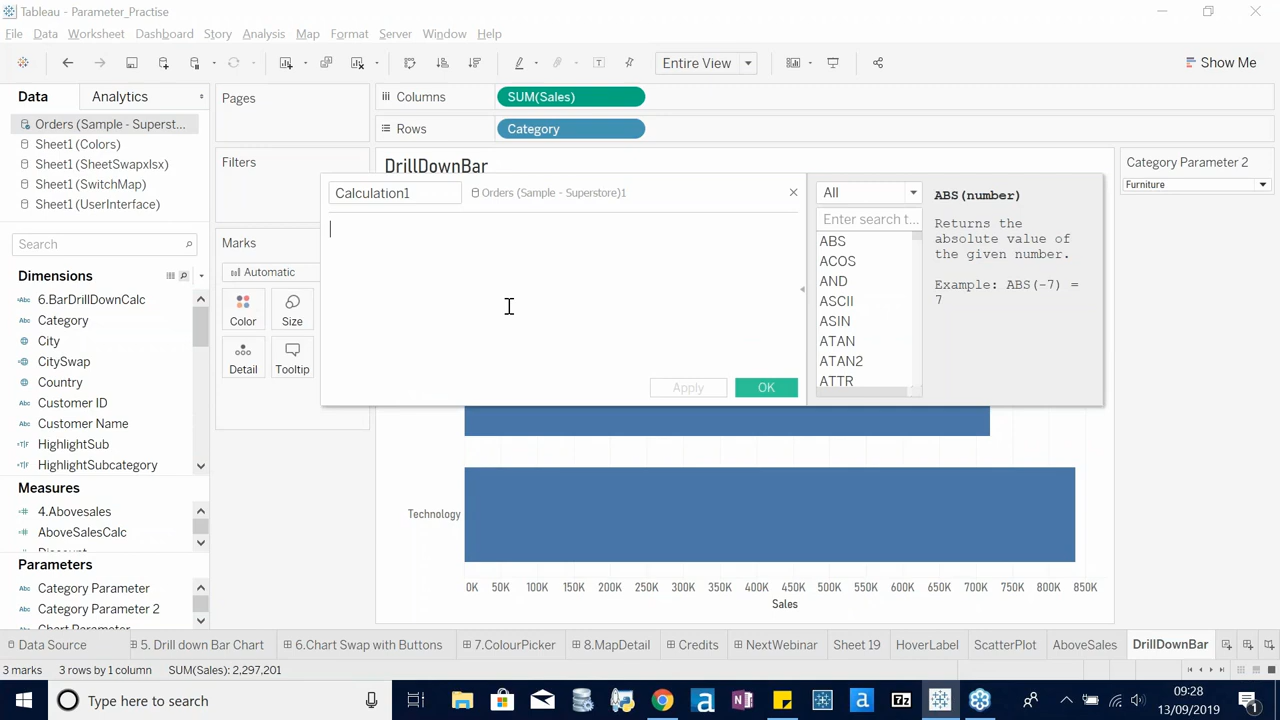 Tableau - Parameter_Practise
File Data Worksheet Dashboard Story Analysis Map Format Server Window Help
Entire View
Show Me
Data Analytics
Pages
Columns SUM(Sales)
Rows Category
Orders (Sample - Superst...
Sheet1 (Colors)
Sheet1 (SheetSwapxlsx)
Sheet1 (SwitchMap)
Sheet1 (UserInterface)
Search
Filters
DrillDownBar
Category Parameter 2
Furniture
Calculation1
Orders (Sample - Superstore)1
All
Enter search t...
ABS
ACOS
AND
ASCII
ASIN
ATAN
ATAN2
ATTR
ABS(number)
Returns the
absolute value of
the given number.
Example: ABS(-7) =
7
Apply OK
Marks
Automatic
Color Size
Detail Tooltip
Dimensions
Abc 6.BarDrillDownCalc
Abc Category
City
CitySwap
Country
Abc Customer ID
Abc Customer Name
T|F HighlightSub
T|F HighlightSubcategory
Measures
4.Abovesales
AboveSalesCalc
Parameters
Abc Category Parameter
Abc Category Parameter 2
Abc
Technology
0K 50K 100K 150K 200K 250K 300K 350K 400K 450K 500K 550K 600K 650K 700K 750K 800K 850K
Sales
Data Source
5. Drill down Bar Chart
6.Chart Swap with Buttons
7.ColourPicker
8.MapDetail
Credits
NextWebinar
Sheet 19
HoverLabel
ScatterPlot
AboveSales
DrillDownBar
3 marks 3 rows by 1 column SUM(Sales): 2,297,201
Type here to search
09:28
13/09/2019